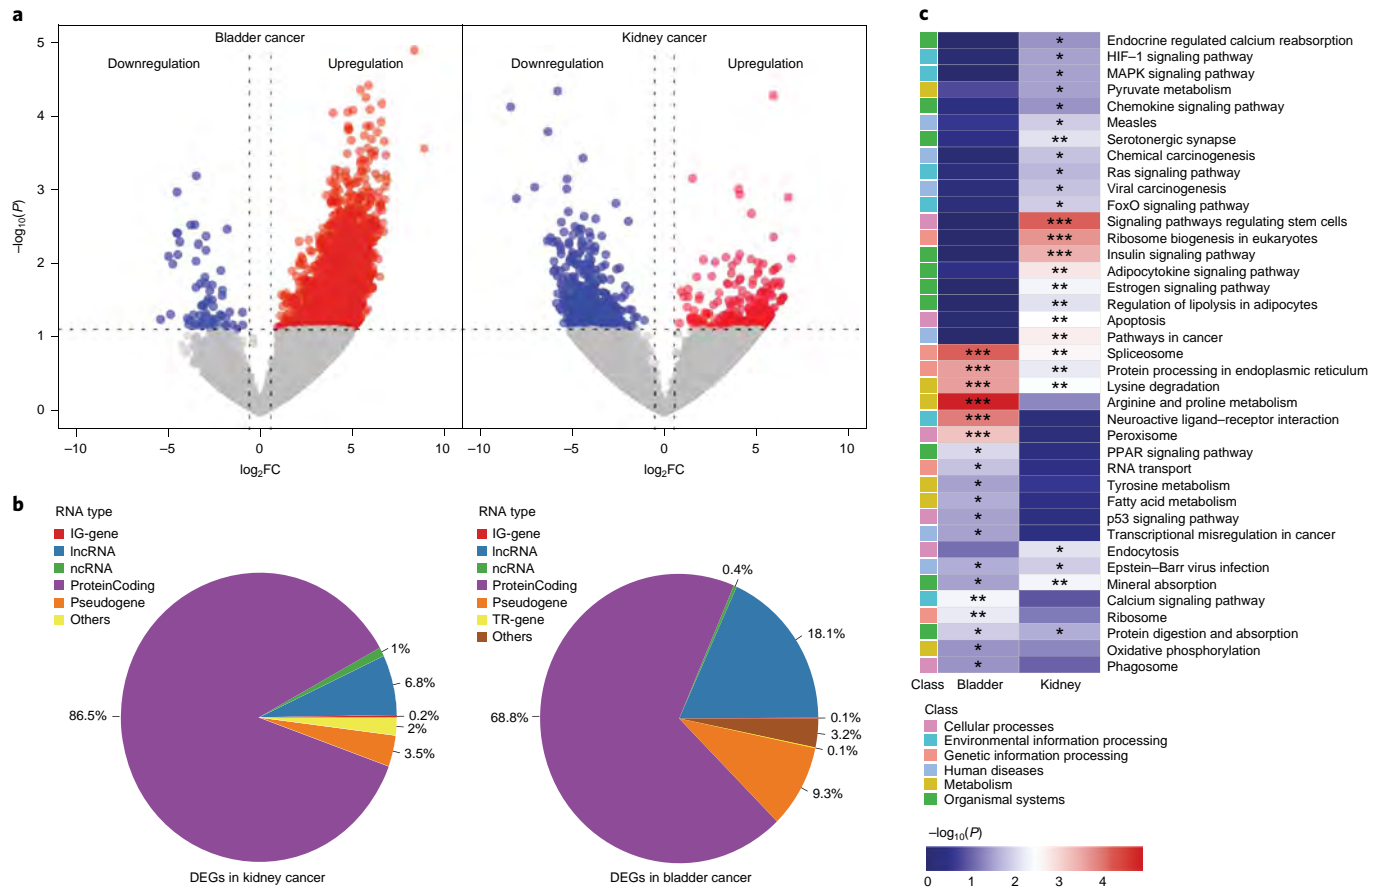 a
Bladder cancer
Kidney cancer
Downregulation
Upregulation
Downregulation
Upregulation
5
4
3
2
1
0
–log10(P)
–10
–5
0
5
10
–10
–5
0
5
10
log2FC
log2FC
b
RNA type
IG-gene
lncRNA
ncRNA
ProteinCoding
Pseudogene
Others
1%
6.8%
0.2%
2%
3.5%
86.5%
DEGs in kidney cancer
RNA type
IG-gene
lncRNA
ncRNA
ProteinCoding
Pseudogene
TR-gene
Others
0.4%
18.1%
0.1%
3.2%
0.1%
9.3%
68.8%
DEGs in bladder cancer
c
* Endocrine regulated calcium reabsorption
* HIF–1 signaling pathway
* MAPK signaling pathway
* Pyruvate metabolism
* Chemokine signaling pathway
* Measles
** Serotonergic synapse
* Chemical carcinogenesis
* Ras signaling pathway
* Viral carcinogenesis
* FoxO signaling pathway
*** Signaling pathways regulating stem cells
*** Ribosome biogenesis in eukaryotes
*** Insulin signaling pathway
** Adipocytokine signaling pathway
** Estrogen signaling pathway
** Regulation of lipolysis in adipocytes
** Apoptosis
** Pathways in cancer
*** ** Spliceosome
*** ** Protein processing in endoplasmic reticulum
*** ** Lysine degradation
*** Arginine and proline metabolism
*** Neuroactive ligand–receptor interaction
*** Peroxisome
* PPAR signaling pathway
* RNA transport
* Tyrosine metabolism
* Fatty acid metabolism
* p53 signaling pathway
* Transcriptional misregulation in cancer
* Endocytosis
* * Epstein–Barr virus infection
* ** Mineral absorption
** Calcium signaling pathway
** Ribosome
* * Protein digestion and absorption
* Oxidative phosphorylation
* Phagosome
Class Bladder Kidney
Class
Cellular processes
Environmental information processing
Genetic information processing
Human diseases
Metabolism
Organismal systems
–log10(P)
0 1 2 3 4